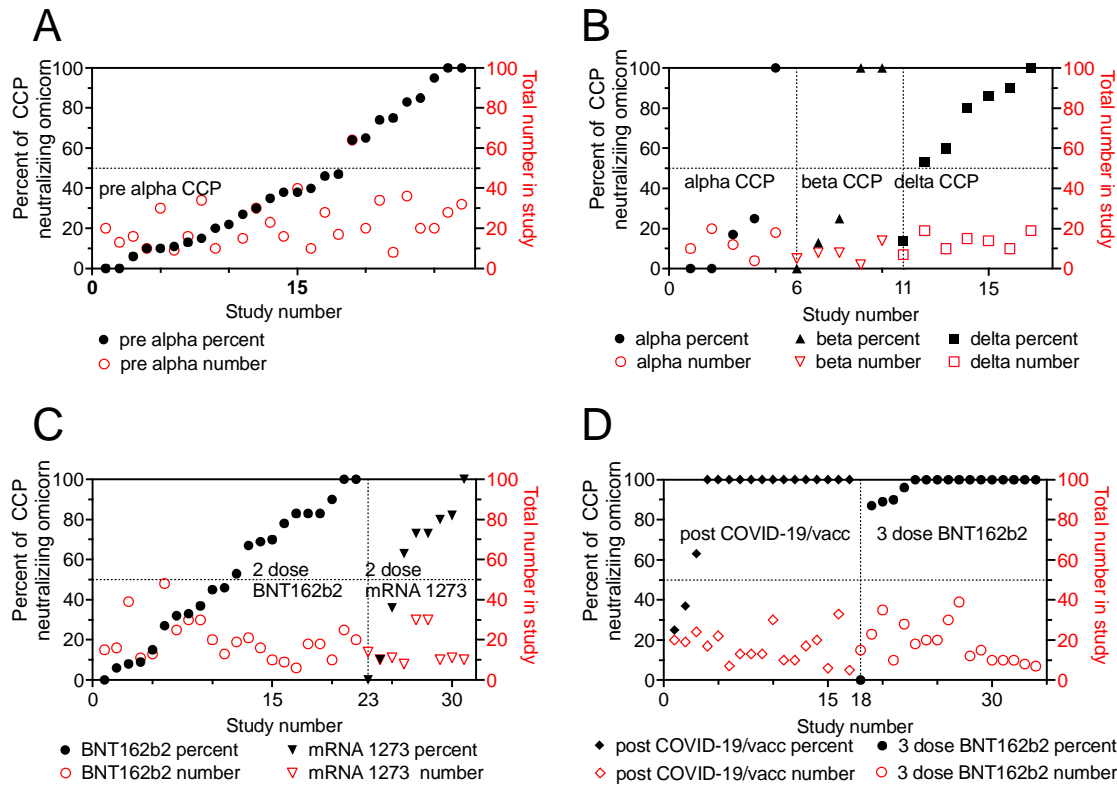 A
Percent of CCP
neutraliziing omicorn
100
80
60
40
20
0
pre alpha CCP
100
80
60
40
20
0
Total number in study
0
15
Study number
pre alpha percent
pre alpha number
B
Percent of CCP
neutraliziing omicorn
100
80
60
40
20
0
alpha CCP
beta CCP
delta CCP
100
80
60
40
20
0
Total number in study
0
6
11
15
Study number
alpha percent
beta percent
delta percent
alpha number
beta number
delta number
C
Percent of CCP
neutraliziing omicorn
100
80
60
40
20
0
2 dose
BNT162b2
2 dose
mRNA 1273
100
80
60
40
20
0
Total number in study
0
15
23
30
Study number
BNT162b2 percent
mRNA 1273 percent
BNT162b2 number
mRNA 1273 number
D
Percent of CCP
neutraliziing omicorn
100
80
60
40
20
0
post COVID-19/vacc
3 dose BNT162b2
100
80
60
40
20
0
Total number in study
0
15
18
30
Study number
post COVID-19/vacc percent
3 dose BNT162b2 percent
post COVID-19/vacc number
3 dose BNT162b2 number